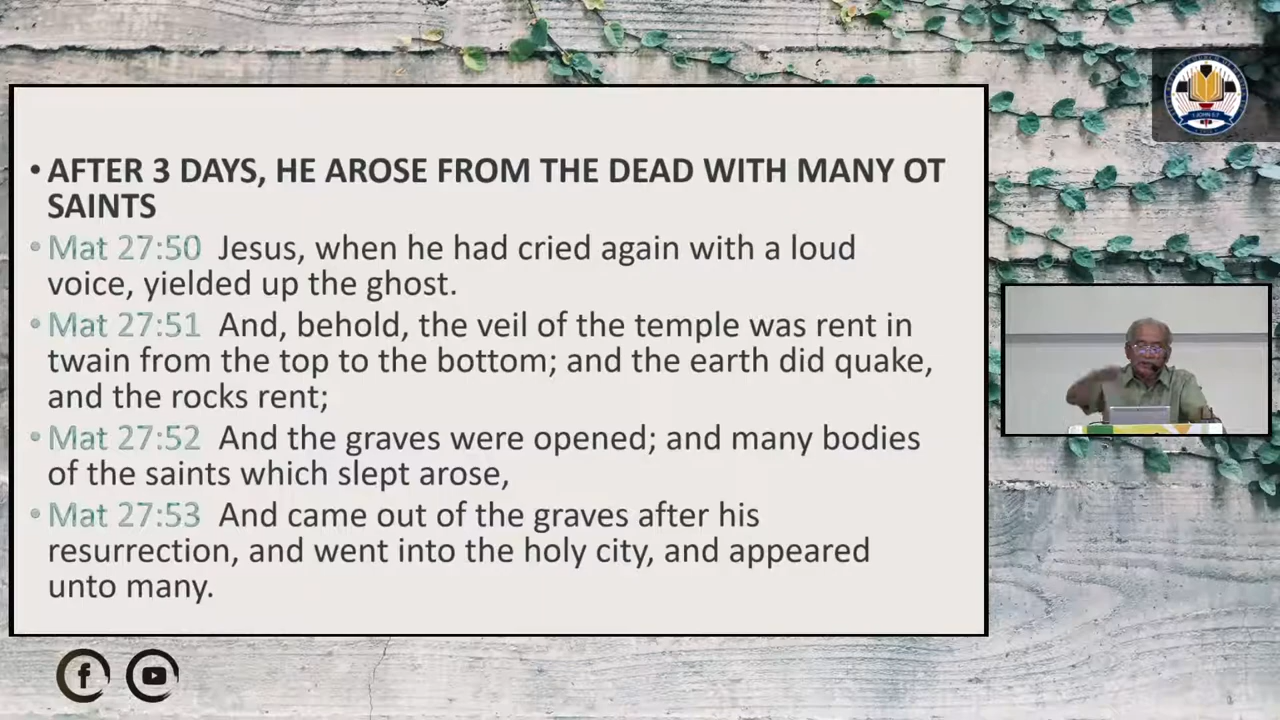 • AFTER 3 DAYS, HE AROSE FROM THE DEAD WITH MANY OT
SAINTS
• Mat 27:50 Jesus, when he had cried again with a loud
voice, yielded up the ghost.
• Mat 27:51 And, behold, the veil of the temple was rent in
twain from the top to the bottom; and the earth did quake,
and the rocks rent;
• Mat 27:52 And the graves were opened; and many bodies
of the saints which slept arose,
• Mat 27:53 And came out of the graves after his
resurrection, and went into the holy city, and appeared
unto many.
1 JOHN 5:7